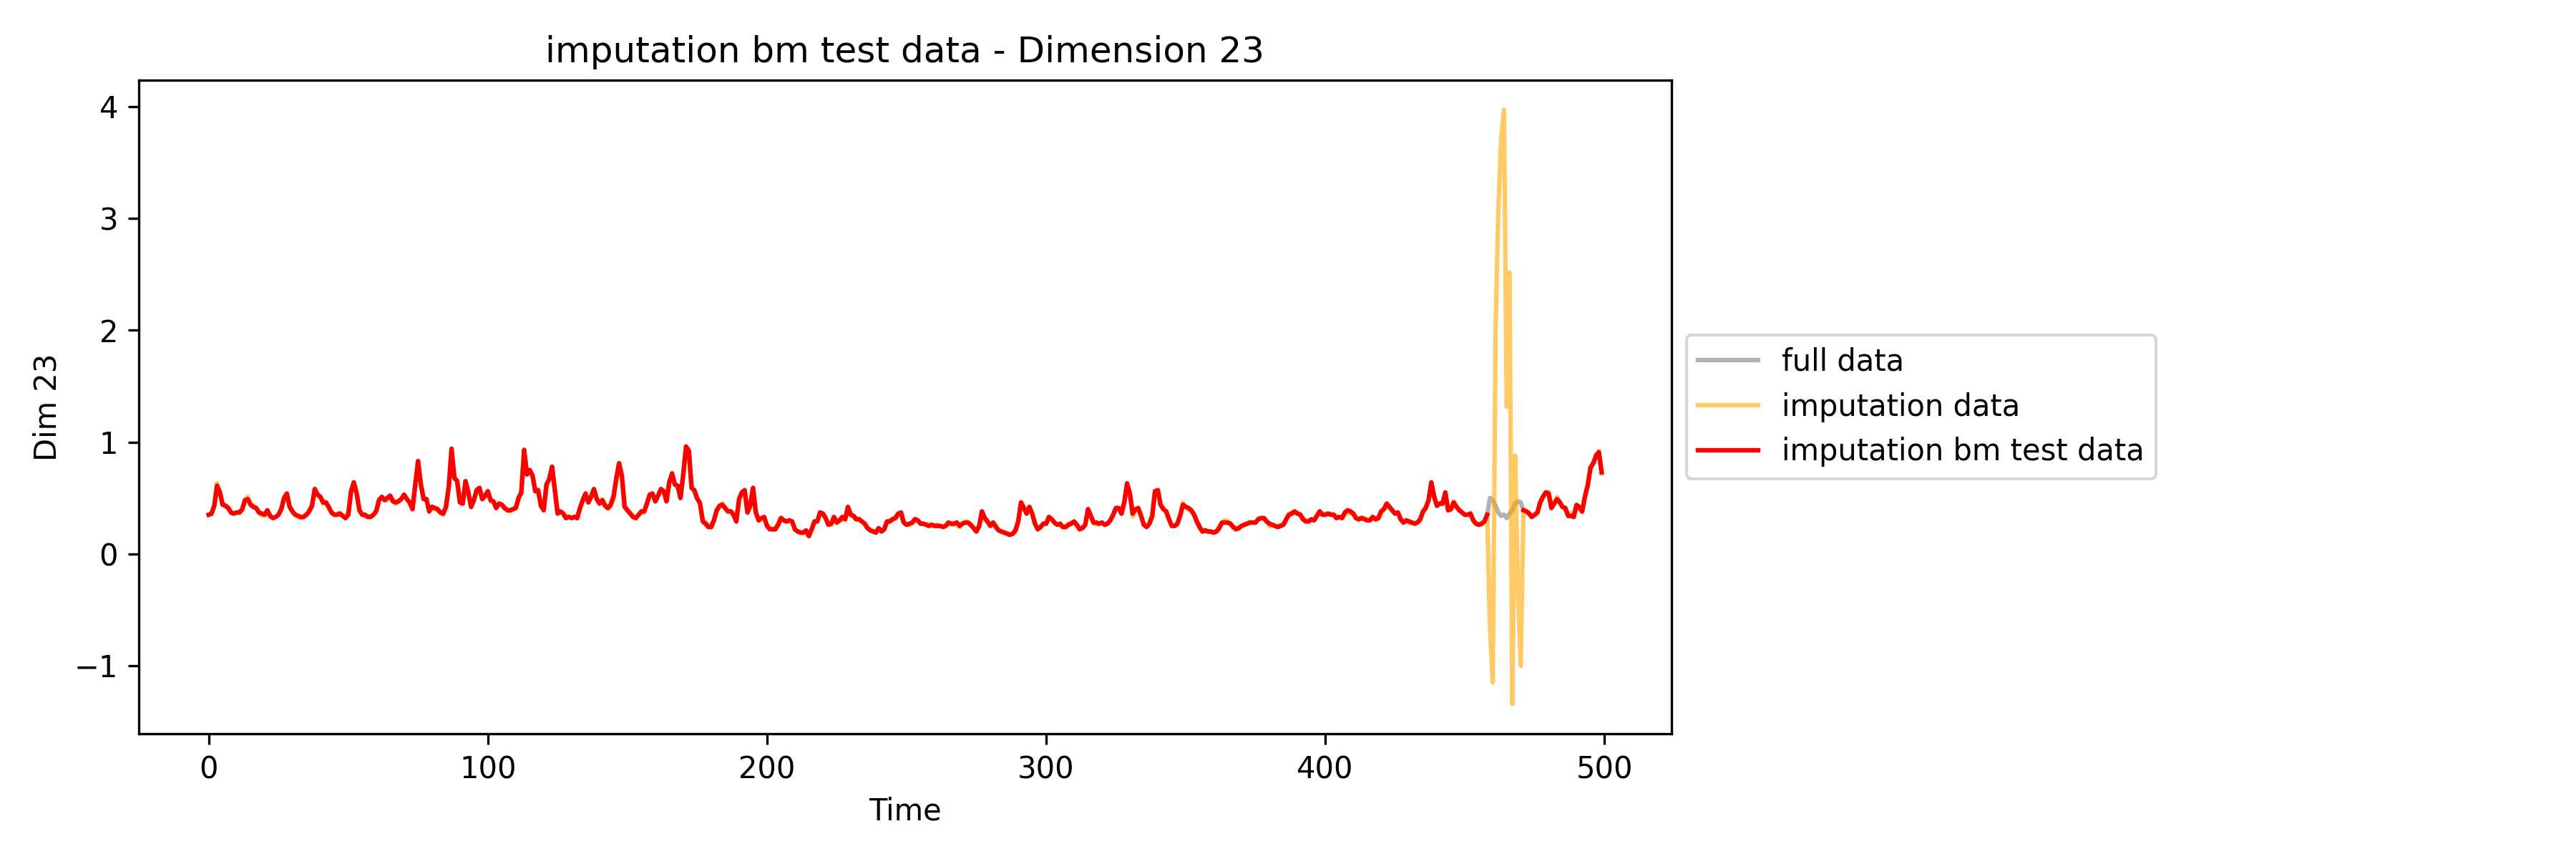 imputation bm test data - Dimension 23
4
3
2
1
0
−1
Dim 23
0 100 200 300 400 500
Time
full data
imputation data
imputation bm test data